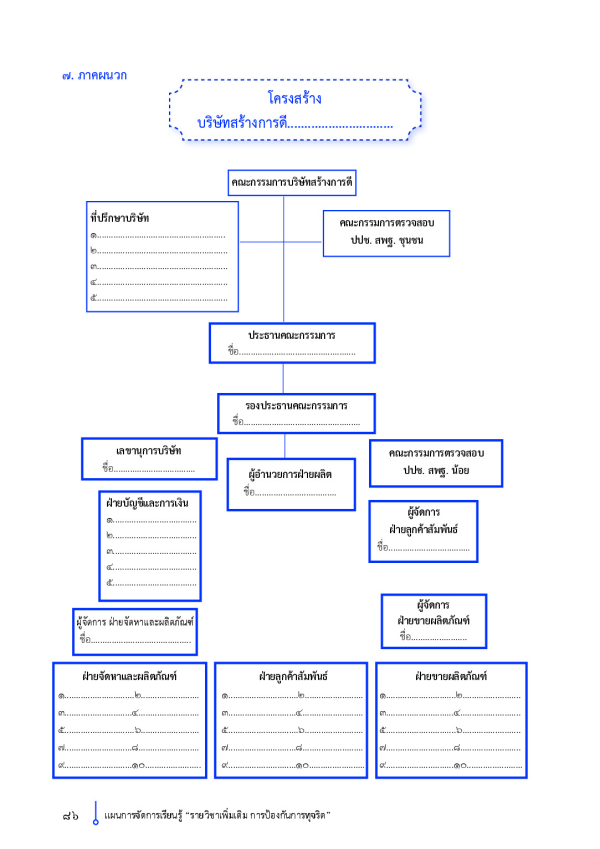 ๗. ภาคผนวก
โครงสร้าง
บริษัทสร้างการดี...............................
คณะกรรมการบริษัทสร้างการดี
ที่ปรึกษาบริษัท
๑.......................................................
๒........................................................
๓........................................................
๔........................................................
๕........................................................
คณะกรรมการตรวจสอบ
ปปช. สพฐ. ชุมชน
ประธานคณะกรรมการ
ชื่อ..................................................
รองประธานคณะกรรมการ
ชื่อ..................................................
เลขานุการบริษัท
ชื่อ...................................
ผู้อำนวยการฝ่ายผลิต
ชื่อ...................................
คณะกรรมการตรวจสอบ
ปปช. สพฐ. น้อย
ฝ่ายบัญชีและการเงิน
๑....................................
๒....................................
๓....................................
๔....................................
๕....................................
ผู้จัดการ
ฝ่ายลูกค้าสัมพันธ์
ชื่อ...................................
ผู้จัดการ ฝ่ายจัดหาและผลิตภัณฑ์
ชื่อ...........................................
ผู้จัดการ
ฝ่ายขายผลิตภัณฑ์
ชื่อ........................
ฝ่ายจัดหาและผลิตภัณฑ์
๑..............................๒.........................
๓.............................๔..........................
๕..............................๖.........................
๗.............................๘..........................
๙.............................๑๐........................
ฝ่ายลูกค้าสัมพันธ์
๑..............................๒.........................
๓.............................๔..........................
๕..............................๖.........................
๗.............................๘..........................
๙.............................๑๐........................
ฝ่ายขายผลิตภัณฑ์
๑..............................๒.........................
๓.............................๔..........................
๕..............................๖.........................
๗.............................๘..........................
๙.............................๑๐........................
๘๖ แผนการจัดการเรียนรู้ “รายวิชาเพิ่มเติม การป้องกันการทุจริต”